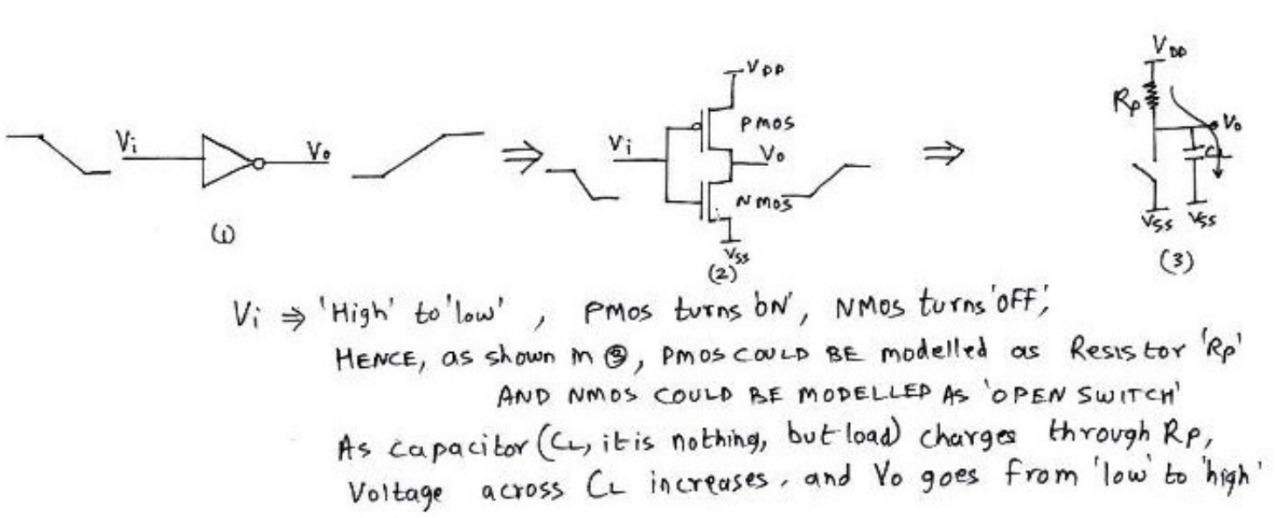 Vi
Vo
(1)
VDD
PMOS
Vi
Vo
NMOS
VSS
(2)
VDD
Rp
Vo
CL
VSS VSS
(3)
Vi ⇒ 'High' to 'low' , PMOS turns 'ON', NMOS turns 'OFF',
HENCE, as shown in ③, PMOS COULD BE modelled as Resistor 'Rp'
AND NMOS COULD BE MODELLED AS 'OPEN SWITCH'
As capacitor (CL, it is nothing, but load) charges through Rp,
Voltage across CL increases, and Vo goes from 'low' to 'high'